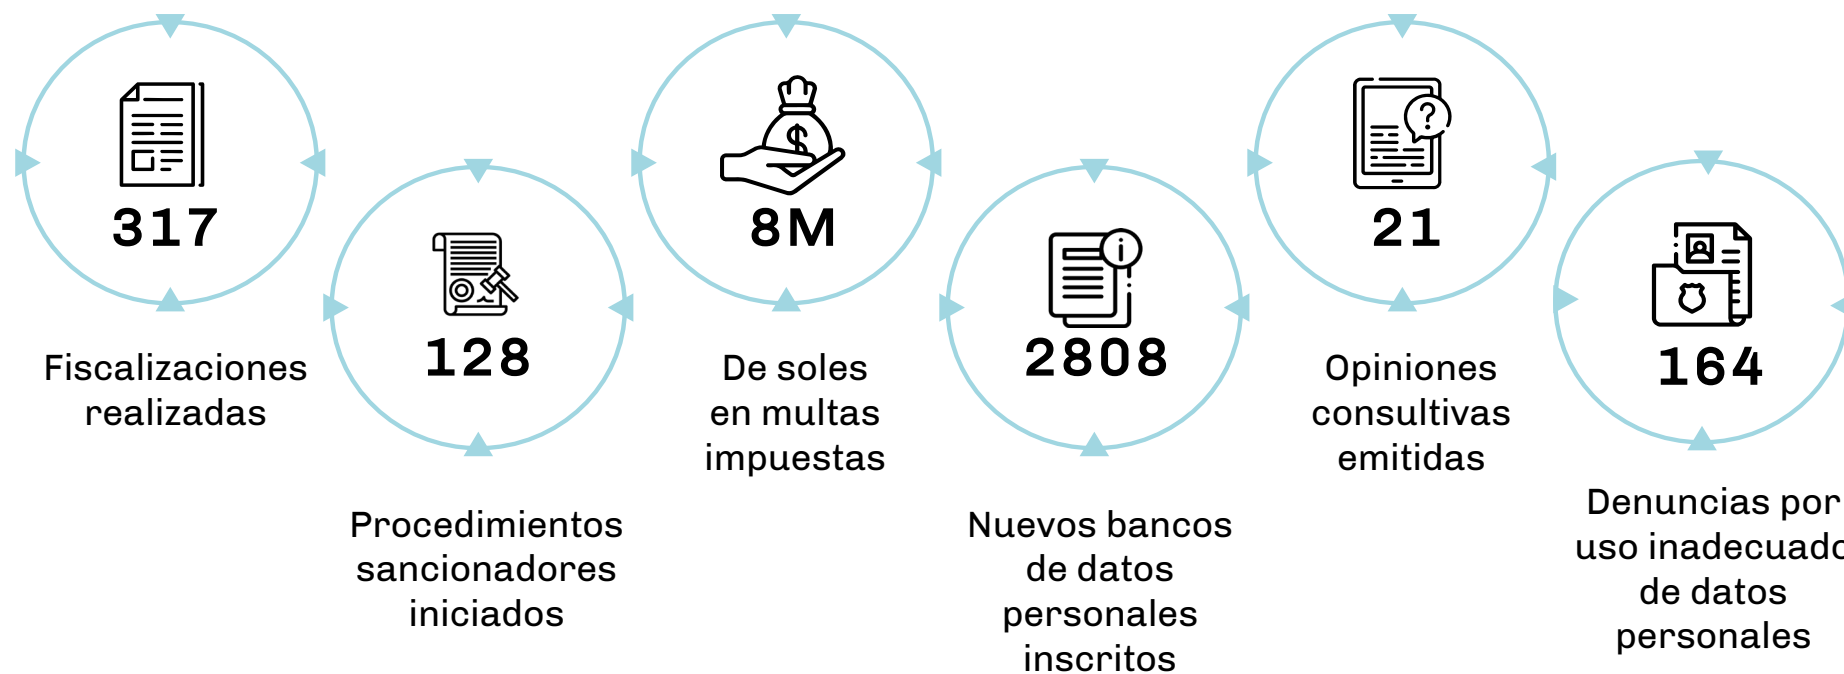 317
Fiscalizaciones
realizadas
128
Procedimientos
sancionadores
iniciados
8M
De soles
en multas
impuestas
2808
Nuevos bancos
de datos
personales
inscritos
21
Opiniones
consultivas
emitidas
164
Denuncias por
uso inadecuado
de datos
personales